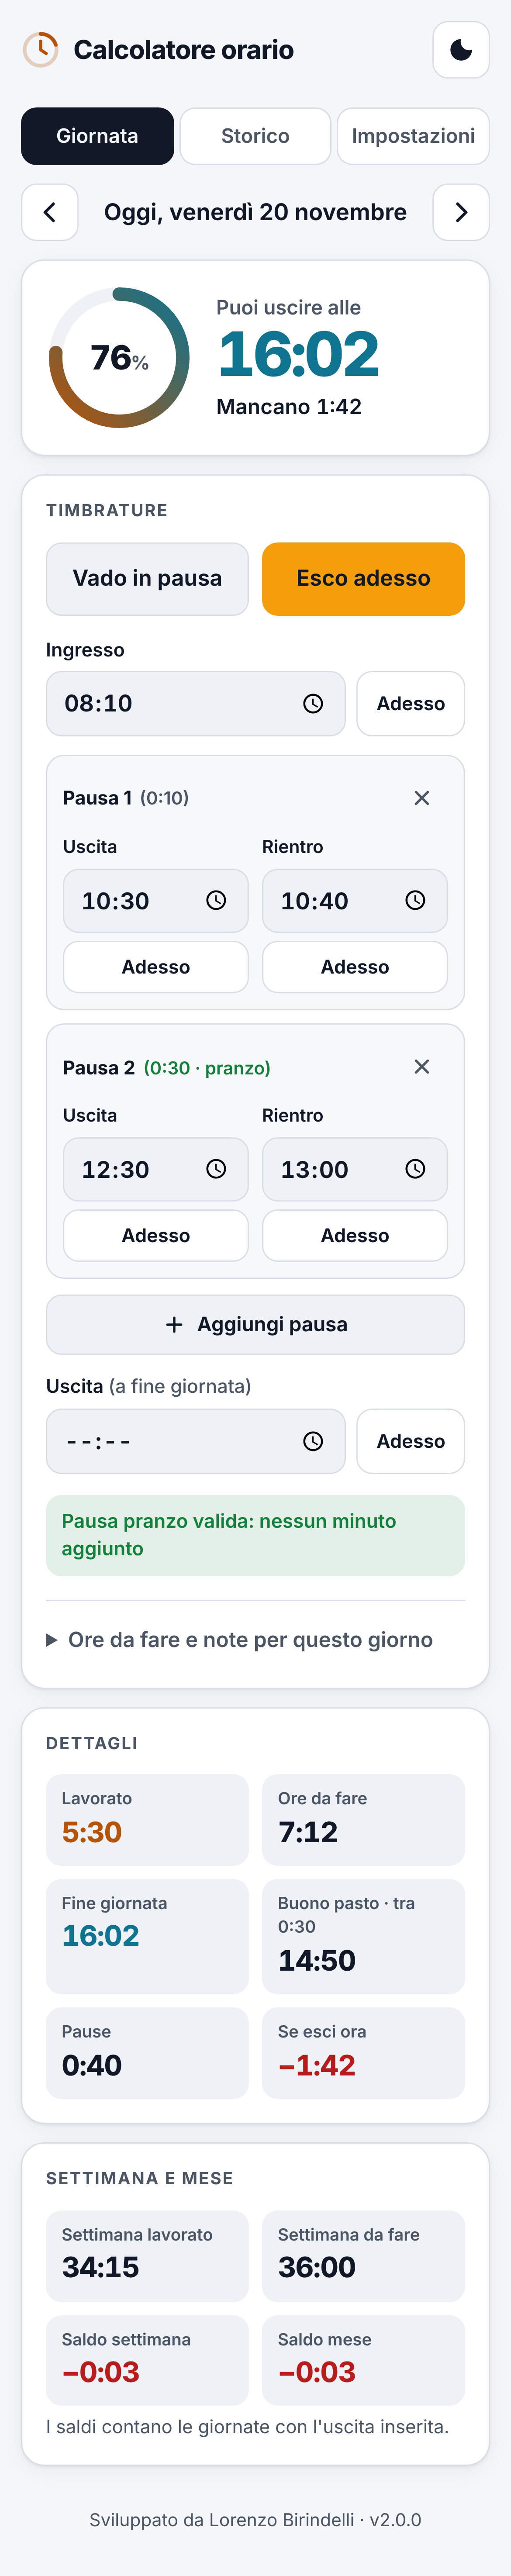 Calcolatore orario
Giornata
Storico
Impostazioni
Oggi, venerdì 20 novembre
76%
Puoi uscire alle
16:02
Mancano 1:42
TIMBRATURE
Vado in pausa
Esco adesso
Ingresso
08:10
Adesso
Pausa 1 (0:10)
Uscita
Rientro
10:30
10:40
Adesso
Adesso
Pausa 2 (0:30 · pranzo)
Uscita
Rientro
12:30
13:00
Adesso
Adesso
Aggiungi pausa
Uscita (a fine giornata)
--:--
Adesso
Pausa pranzo valida: nessun minuto
aggiunto
Ore da fare e note per questo giorno
DETTAGLI
Lavorato
5:30
Ore da fare
7:12
Fine giornata
16:02
Buono pasto · tra
0:30
14:50
Pause
0:40
Se esci ora
−1:42
SETTIMANA E MESE
Settimana lavorato
34:15
Settimana da fare
36:00
Saldo settimana
−0:03
Saldo mese
−0:03
I saldi contano le giornate con l'uscita inserita.
Sviluppato da Lorenzo Birindelli · v2.0.0